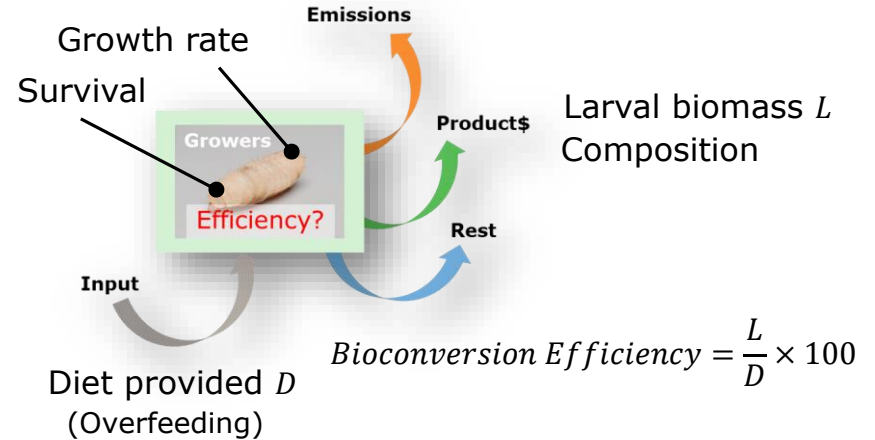 Emissions
Growth rate
Survival
Growers
Efficiency?
Product$
Larval biomass L
Composition
Rest
Input
Diet provided D
(Overfeeding)
Bioconversion Efficiency = L/D × 100